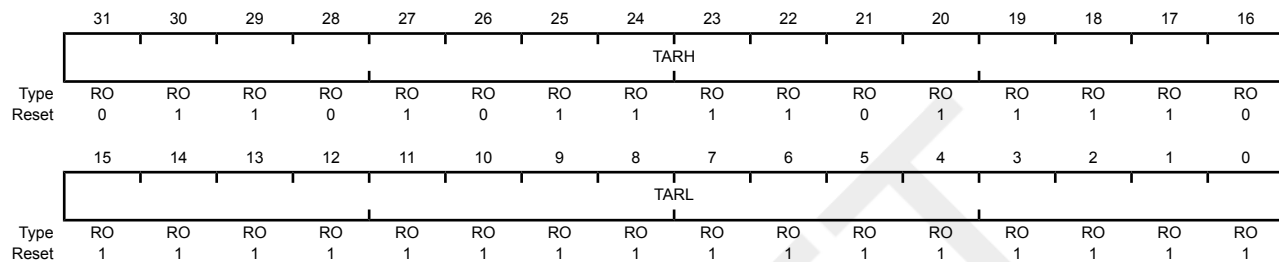 31 30 29 28 27 26 25 24 23 22 21 20 19 18 17 16
TARH
Type RO RO RO RO RO RO RO RO RO RO RO RO RO RO RO RO
Reset 0 1 1 0 1 0 1 1 1 1 0 1 1 1 1 0
15 14 13 12 11 10 9 8 7 6 5 4 3 2 1 0
TARL
Type RO RO RO RO RO RO RO RO RO RO RO RO RO RO RO RO
Reset 1 1 1 1 1 1 1 1 1 1 1 1 1 1 1 1